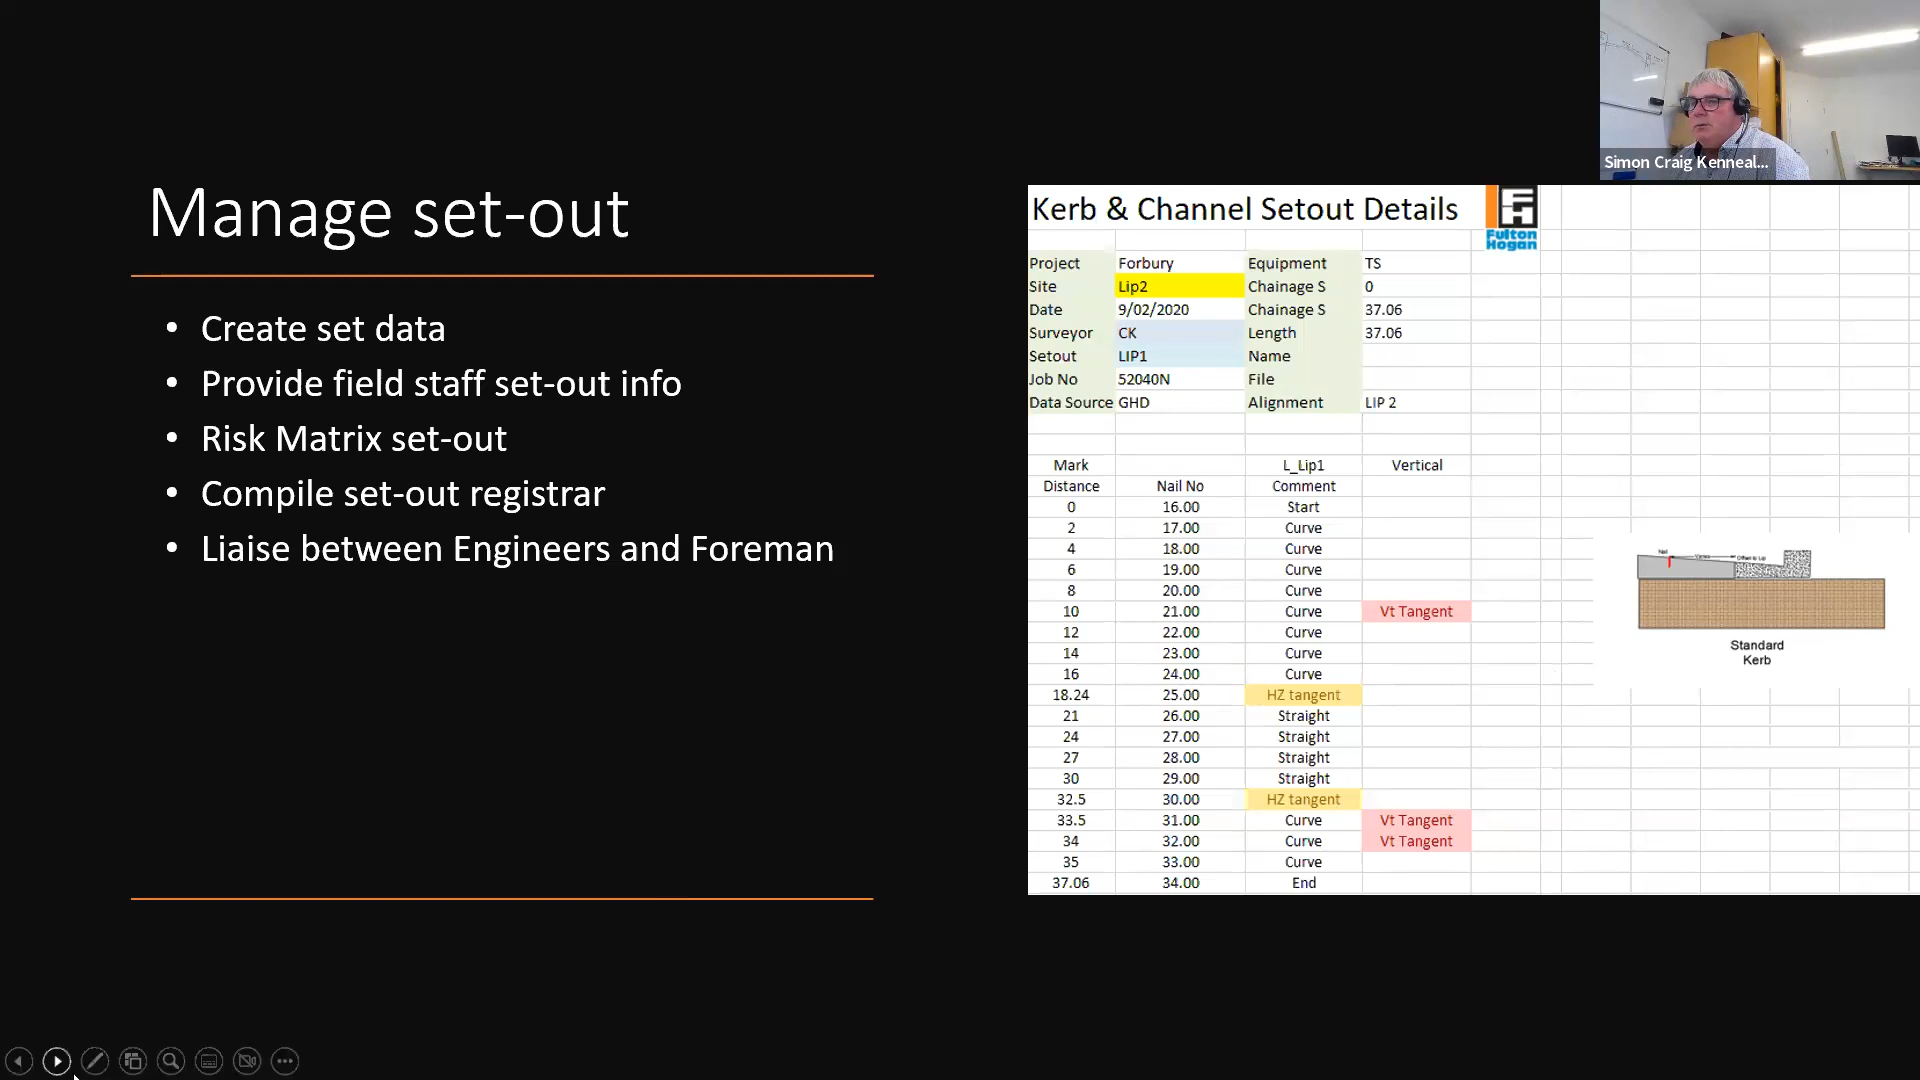 Simon Craig Kenneal...
Manage set-out
• Create set data
• Provide field staff set-out info
• Risk Matrix set-out
• Compile set-out registrar
• Liaise between Engineers and Foreman
Kerb & Channel Setout Details
Fulton
Hogan
Project Forbury Equipment TS
Site Lip2 Chainage S 0
Date 9/02/2020 Chainage S 37.06
Surveyor CK Length 37.06
Setout LIP1 Name
Job No 52040N File
Data Source GHD Alignment LIP 2
Mark L_Lip1 Vertical
Distance Nail No Comment
0 16.00 Start
2 17.00 Curve
4 18.00 Curve
6 19.00 Curve
8 20.00 Curve
10 21.00 Curve Vt Tangent
12 22.00 Curve
14 23.00 Curve
16 24.00 Curve
18.24 25.00 HZ tangent
21 26.00 Straight
24 27.00 Straight
27 28.00 Straight
30 29.00 Straight
32.5 30.00 HZ tangent
33.5 31.00 Curve Vt Tangent
34 32.00 Curve Vt Tangent
35 33.00 Curve
37.06 34.00 End
Nail
Standard
Kerb